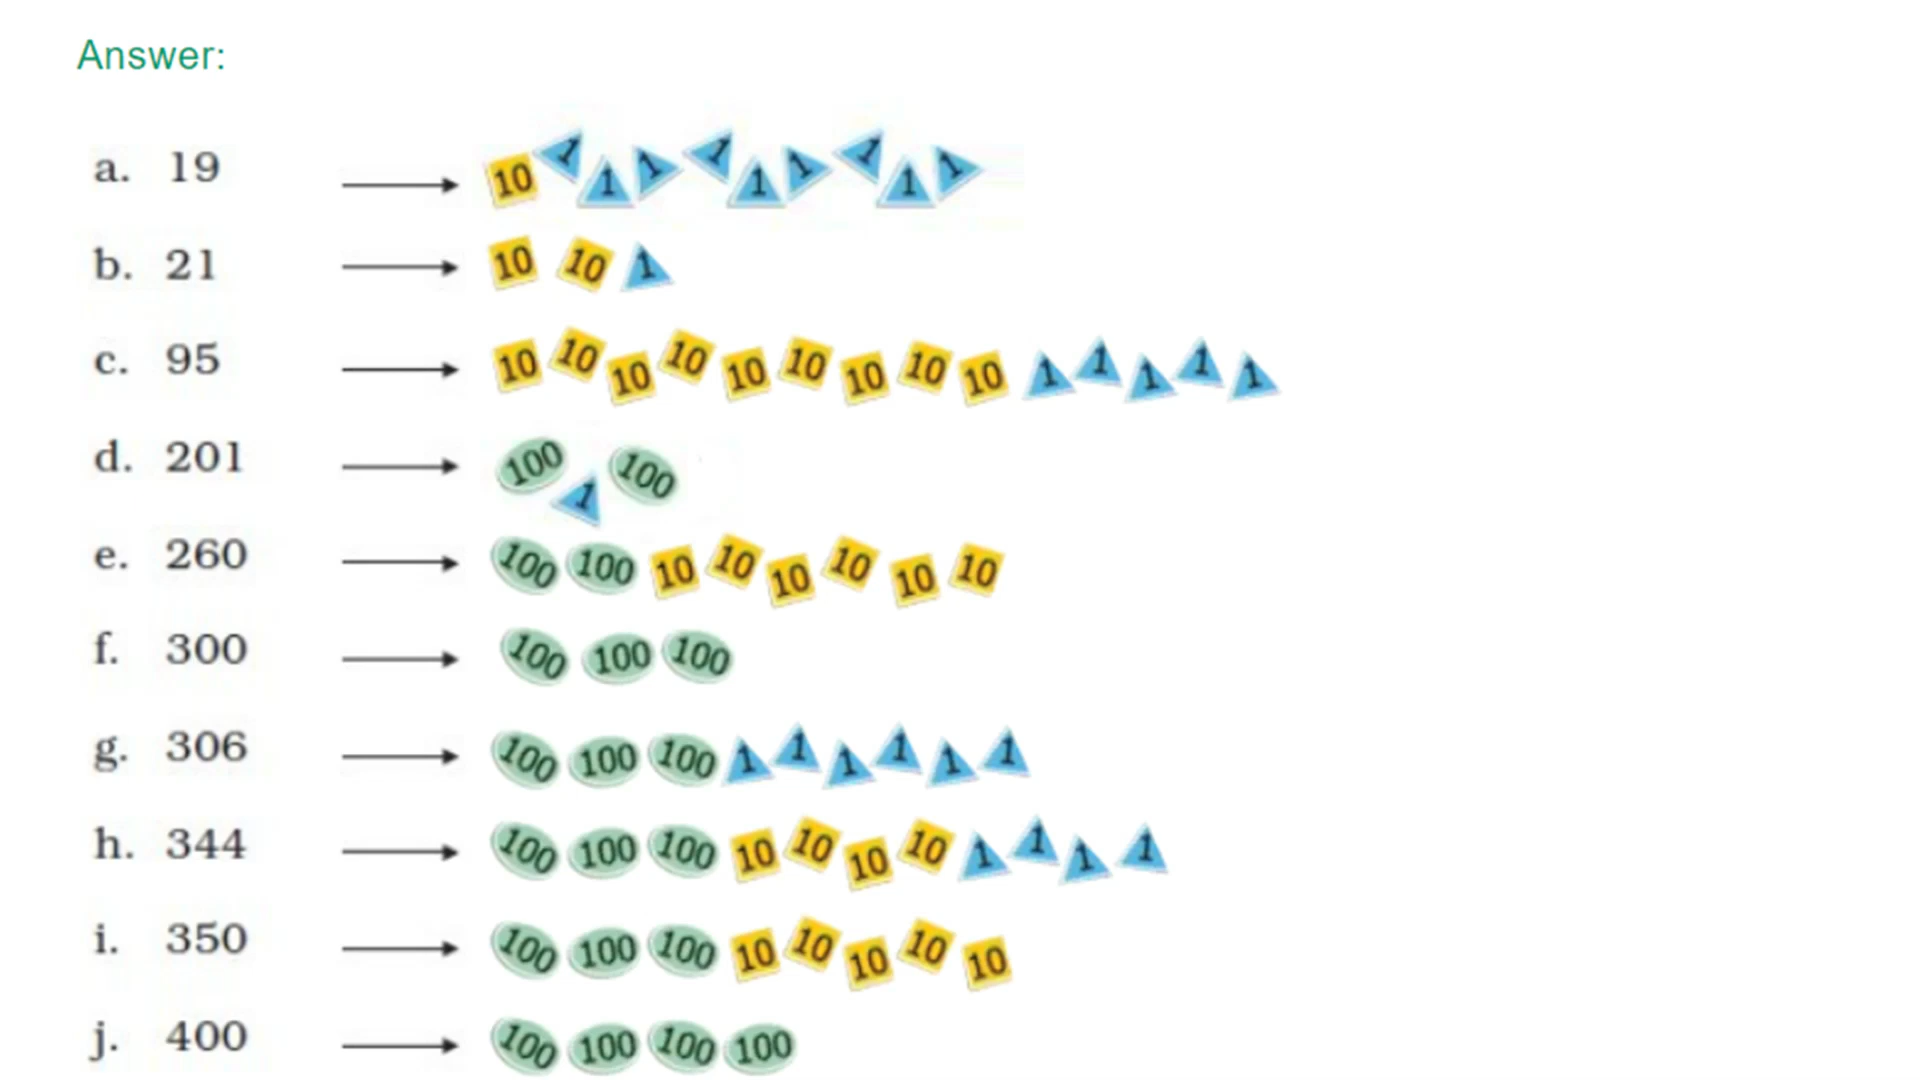 Answer:
a. 19 10 1 1 1 1 1 1 1 1
b. 21 10 10 1
c. 95 10 10 10 10 10 10 10 10 10 1 1 1 1 1
d. 201 100 1 100
e. 260 100 100 10 10 10 10 10 10
f. 300 100 100 100
g. 306 100 100 100 1 1 1 1 1 1
h. 344 100 100 100 10 10 10 10 1 1 1 1
i. 350 100 100 100 10 10 10 10 10
j. 400 100 100 100 100